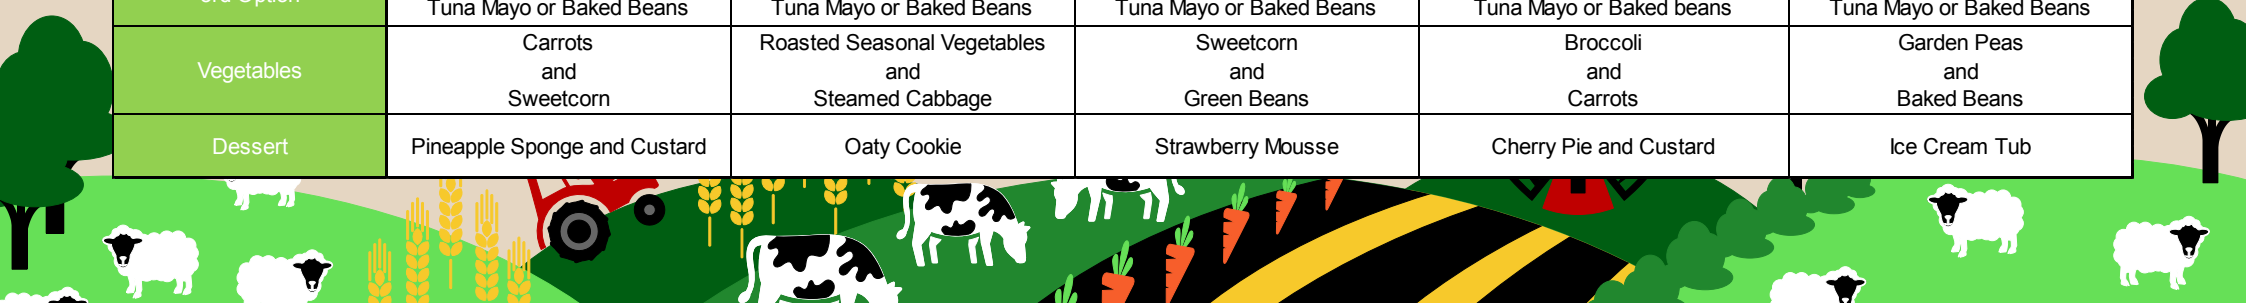 3rd Option
Tuna Mayo or Baked Beans
Tuna Mayo or Baked Beans
Tuna Mayo or Baked Beans
Tuna Mayo or Baked beans
Tuna Mayo or Baked Beans
Vegetables
Carrots
and
Sweetcorn
Roasted Seasonal Vegetables
and
Steamed Cabbage
Sweetcorn
and
Green Beans
Broccoli
and
Carrots
Garden Peas
and
Baked Beans
Dessert
Pineapple Sponge and Custard
Oaty Cookie
Strawberry Mousse
Cherry Pie and Custard
Ice Cream Tub